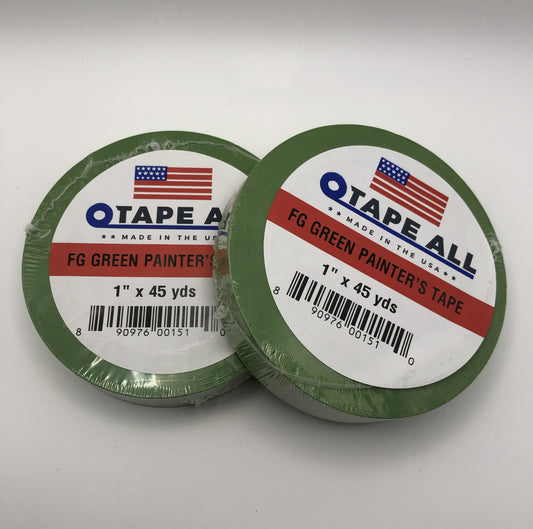 TAPE ALL
★★ MADE IN THE USA
FG GREEN PAINTER'S
1" x 45 yds
8 90976 00151 0
TAPE ALL
★★ MADE IN THE USA ★★
FG GREEN PAINTER'S TAPE
1" x 45 yds
8 90976 00151 0